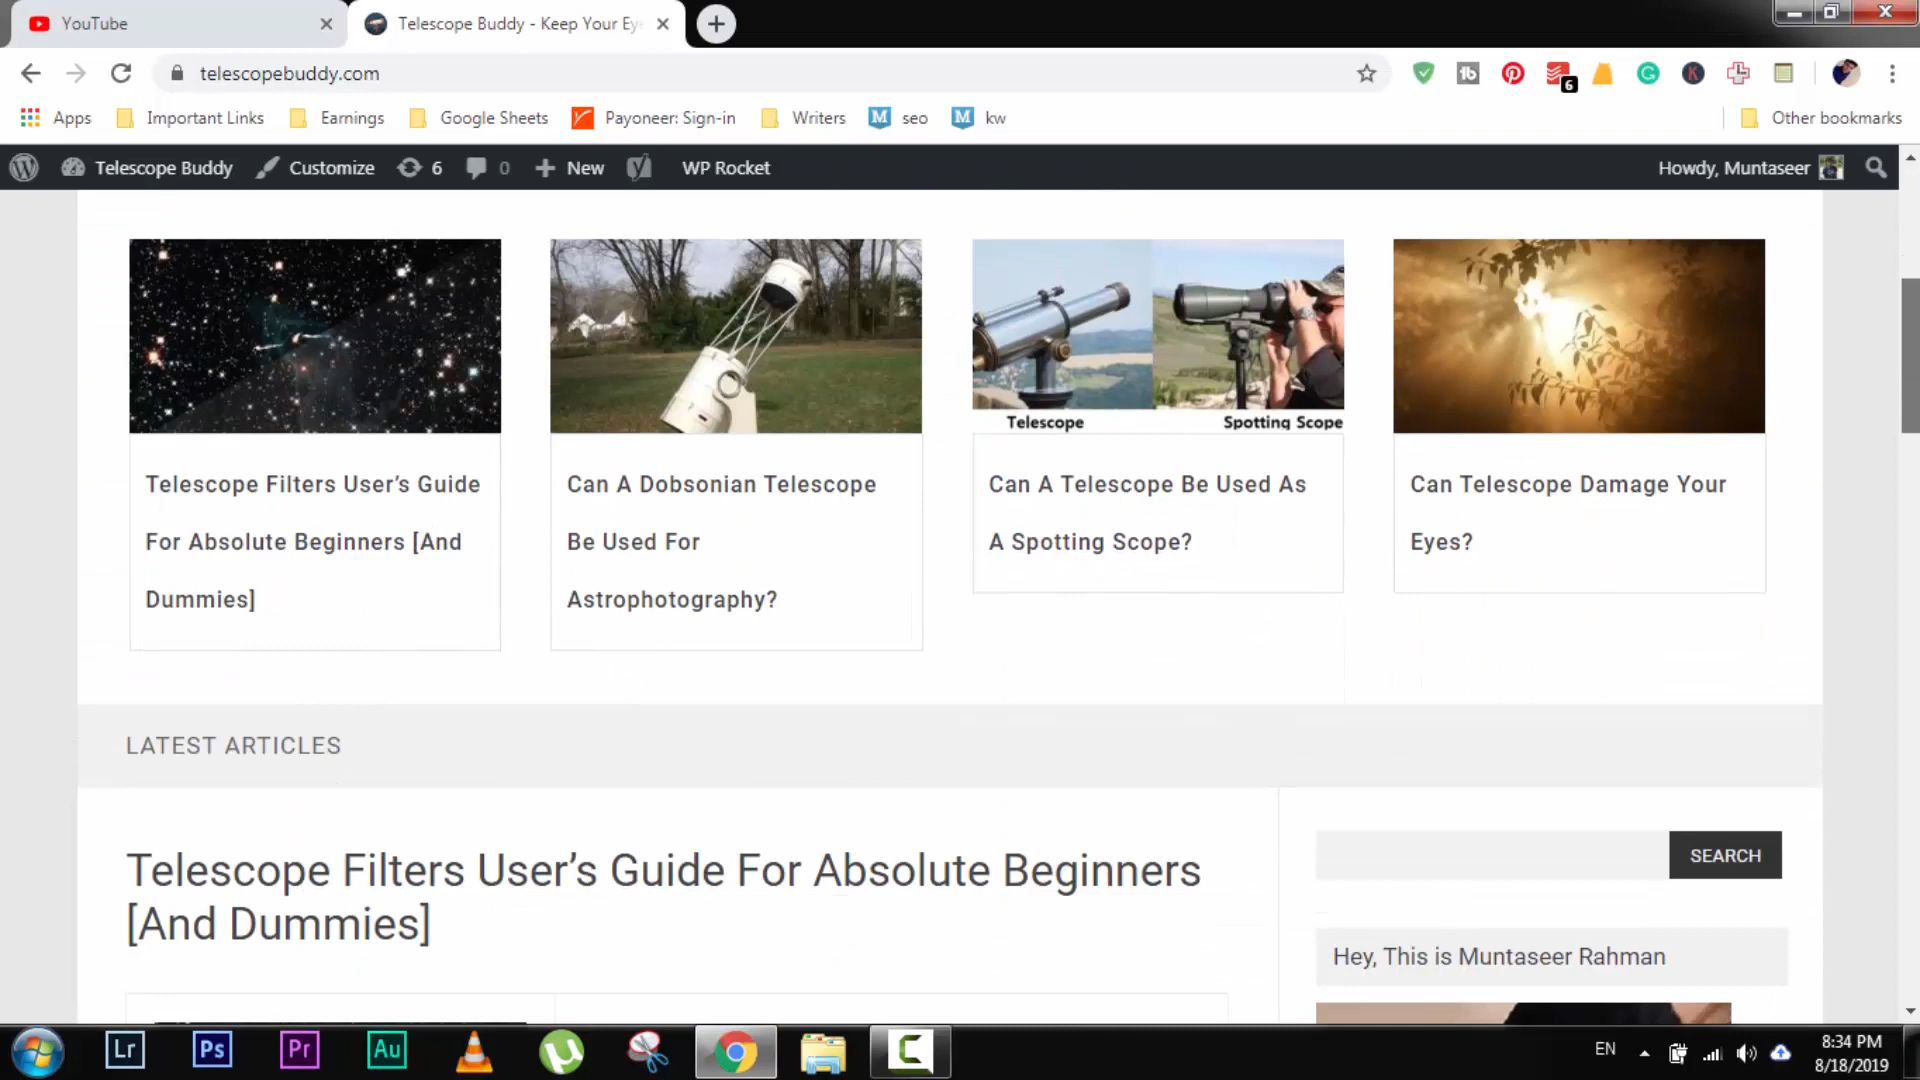 YouTube
Telescope Buddy - Keep Your Eye
telescopebuddy.com
6
Apps
Important Links
Earnings
Google Sheets
Payoneer: Sign-in
Writers
M seo
M kw
Other bookmarks
Telescope Buddy
Customize
6
0
New
WP Rocket
Howdy, Muntaseer
Telescope
Spotting Scope
Telescope Filters User’s Guide
For Absolute Beginners [And
Dummies]
Can A Dobsonian Telescope
Be Used For
Astrophotography?
Can A Telescope Be Used As
A Spotting Scope?
Can Telescope Damage Your
Eyes?
LATEST ARTICLES
Telescope Filters User’s Guide For Absolute Beginners
[And Dummies]
SEARCH
Hey, This is Muntaseer Rahman
Lr
Ps
Pr
Au
EN
8:34 PM
8/18/2019